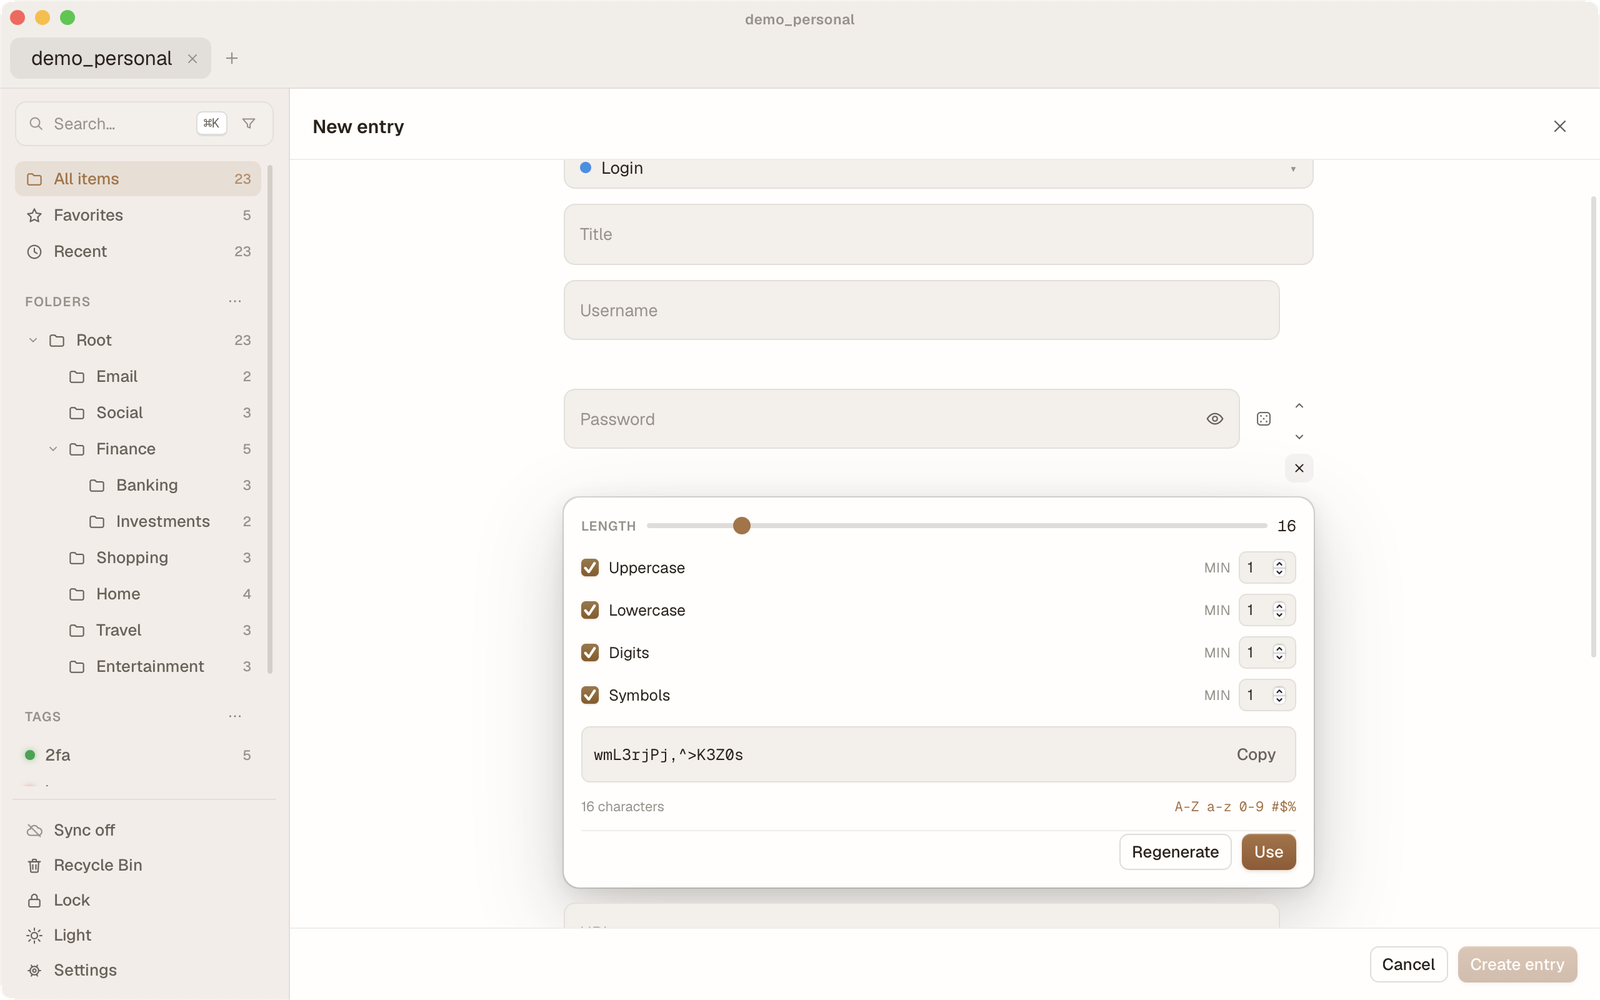 demo_personal
demo_personal
Search... ⌘K
All items 23
Favorites 5
Recent 23
FOLDERS ...
Root 23
Email 2
Social 3
Finance 5
Banking 3
Investments 2
Shopping 3
Home 4
Travel 3
Entertainment 3
TAGS ...
2fa 5
Sync off
Recycle Bin
Lock
Light
Settings
New entry
Login
Title
Username
Password
LENGTH 16
Uppercase MIN 1
Lowercase MIN 1
Digits MIN 1
Symbols MIN 1
wmL3rjPj,^>K3Z0s Copy
16 characters A-Z a-z 0-9 #$%
Regenerate Use
Cancel Create entry